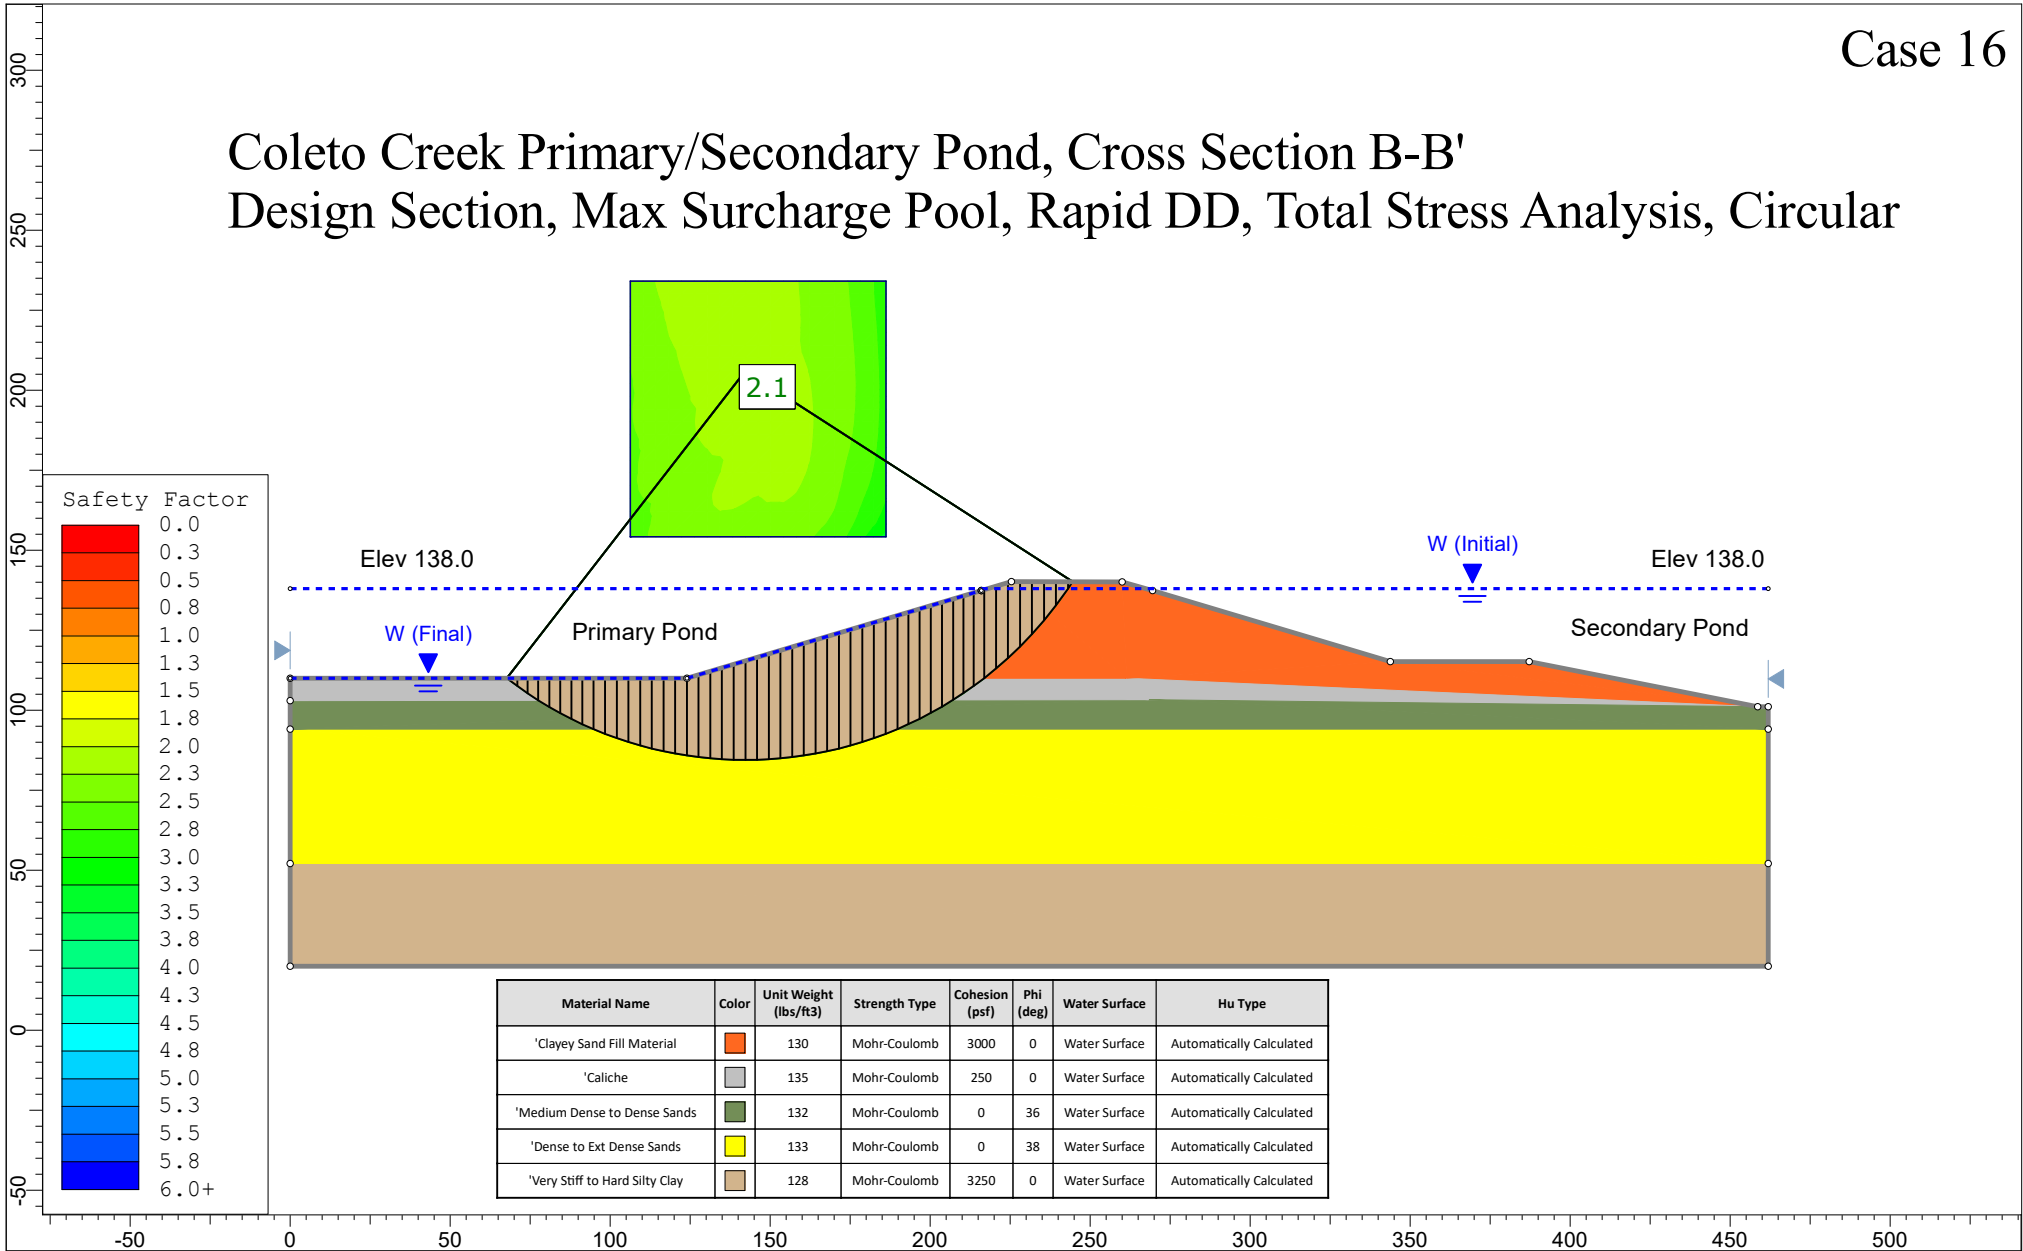 Case 16
Coleto Creek Primary/Secondary Pond, Cross Section B-B'
Design Section, Max Surcharge Pool, Rapid DD, Total Stress Analysis, Circular
300
250
200
150
100
50
0
-50
2.1
Safety Factor
0.0
0.3
0.5
0.8
1.0
1.3
1.5
1.8
2.0
2.3
2.5
2.8
3.0
3.3
3.5
3.8
4.0
4.3
4.5
4.8
5.0
5.3
5.5
5.8
6.0+
Elev 138.0
W (Initial)
Elev 138.0
W (Final)
Primary Pond
Secondary Pond
Material Name Color Unit Weight (lbs/ft3) Strength Type Cohesion (psf) Phi (deg) Water Surface Hu Type
'Clayey Sand Fill Material 130 Mohr-Coulomb 3000 0 Water Surface Automatically Calculated
'Caliche 135 Mohr-Coulomb 250 0 Water Surface Automatically Calculated
'Medium Dense to Dense Sands 132 Mohr-Coulomb 0 36 Water Surface Automatically Calculated
'Dense to Ext Dense Sands 133 Mohr-Coulomb 0 38 Water Surface Automatically Calculated
'Very Stiff to Hard Silty Clay 128 Mohr-Coulomb 3250 0 Water Surface Automatically Calculated
-50 0 50 100 150 200 250 300 350 400 450 500